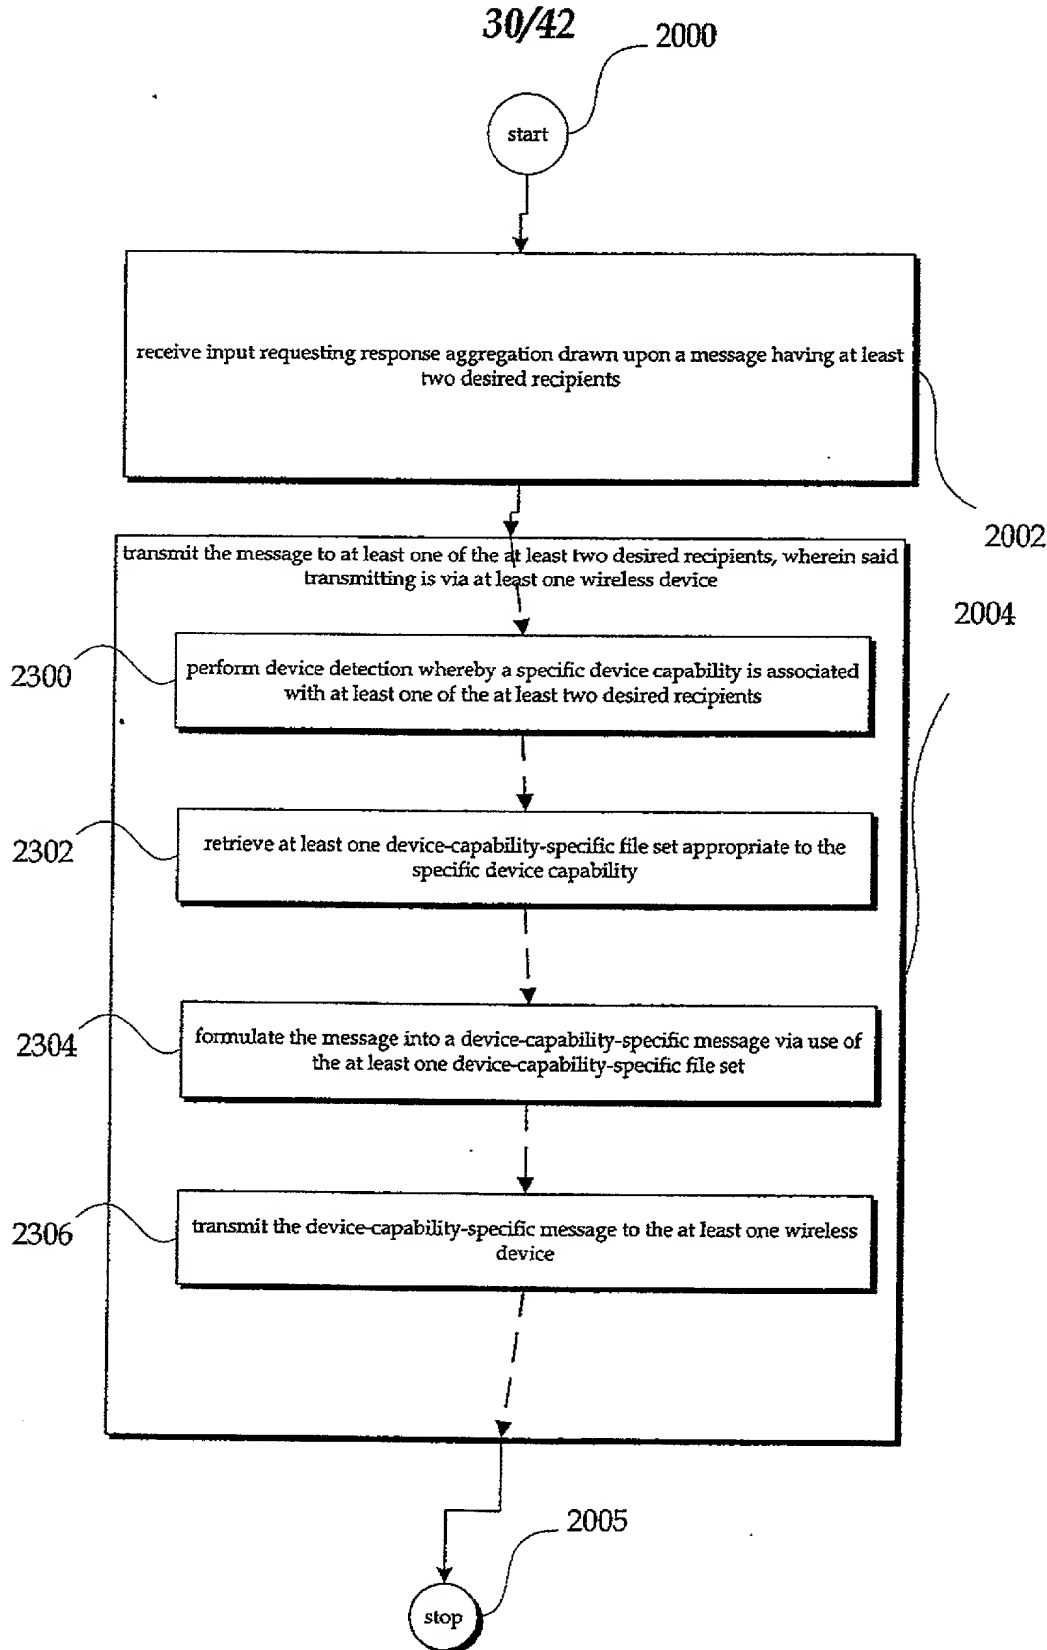 30/42
2000
start
receive input requesting response aggregation drawn upon a message having at least
two desired recipients
2002
transmit the message to at least one of the at least two desired recipients, wherein said
transmitting is via at least one wireless device
2004
2300
perform device detection whereby a specific device capability is associated
with at least one of the at least two desired recipients
2302
retrieve at least one device-capability-specific file set appropriate to the
specific device capability
2304
formulate the message into a device-capability-specific message via use of
the at least one device-capability-specific file set
2306
transmit the device-capability-specific message to the at least one wireless
device
2005
stop